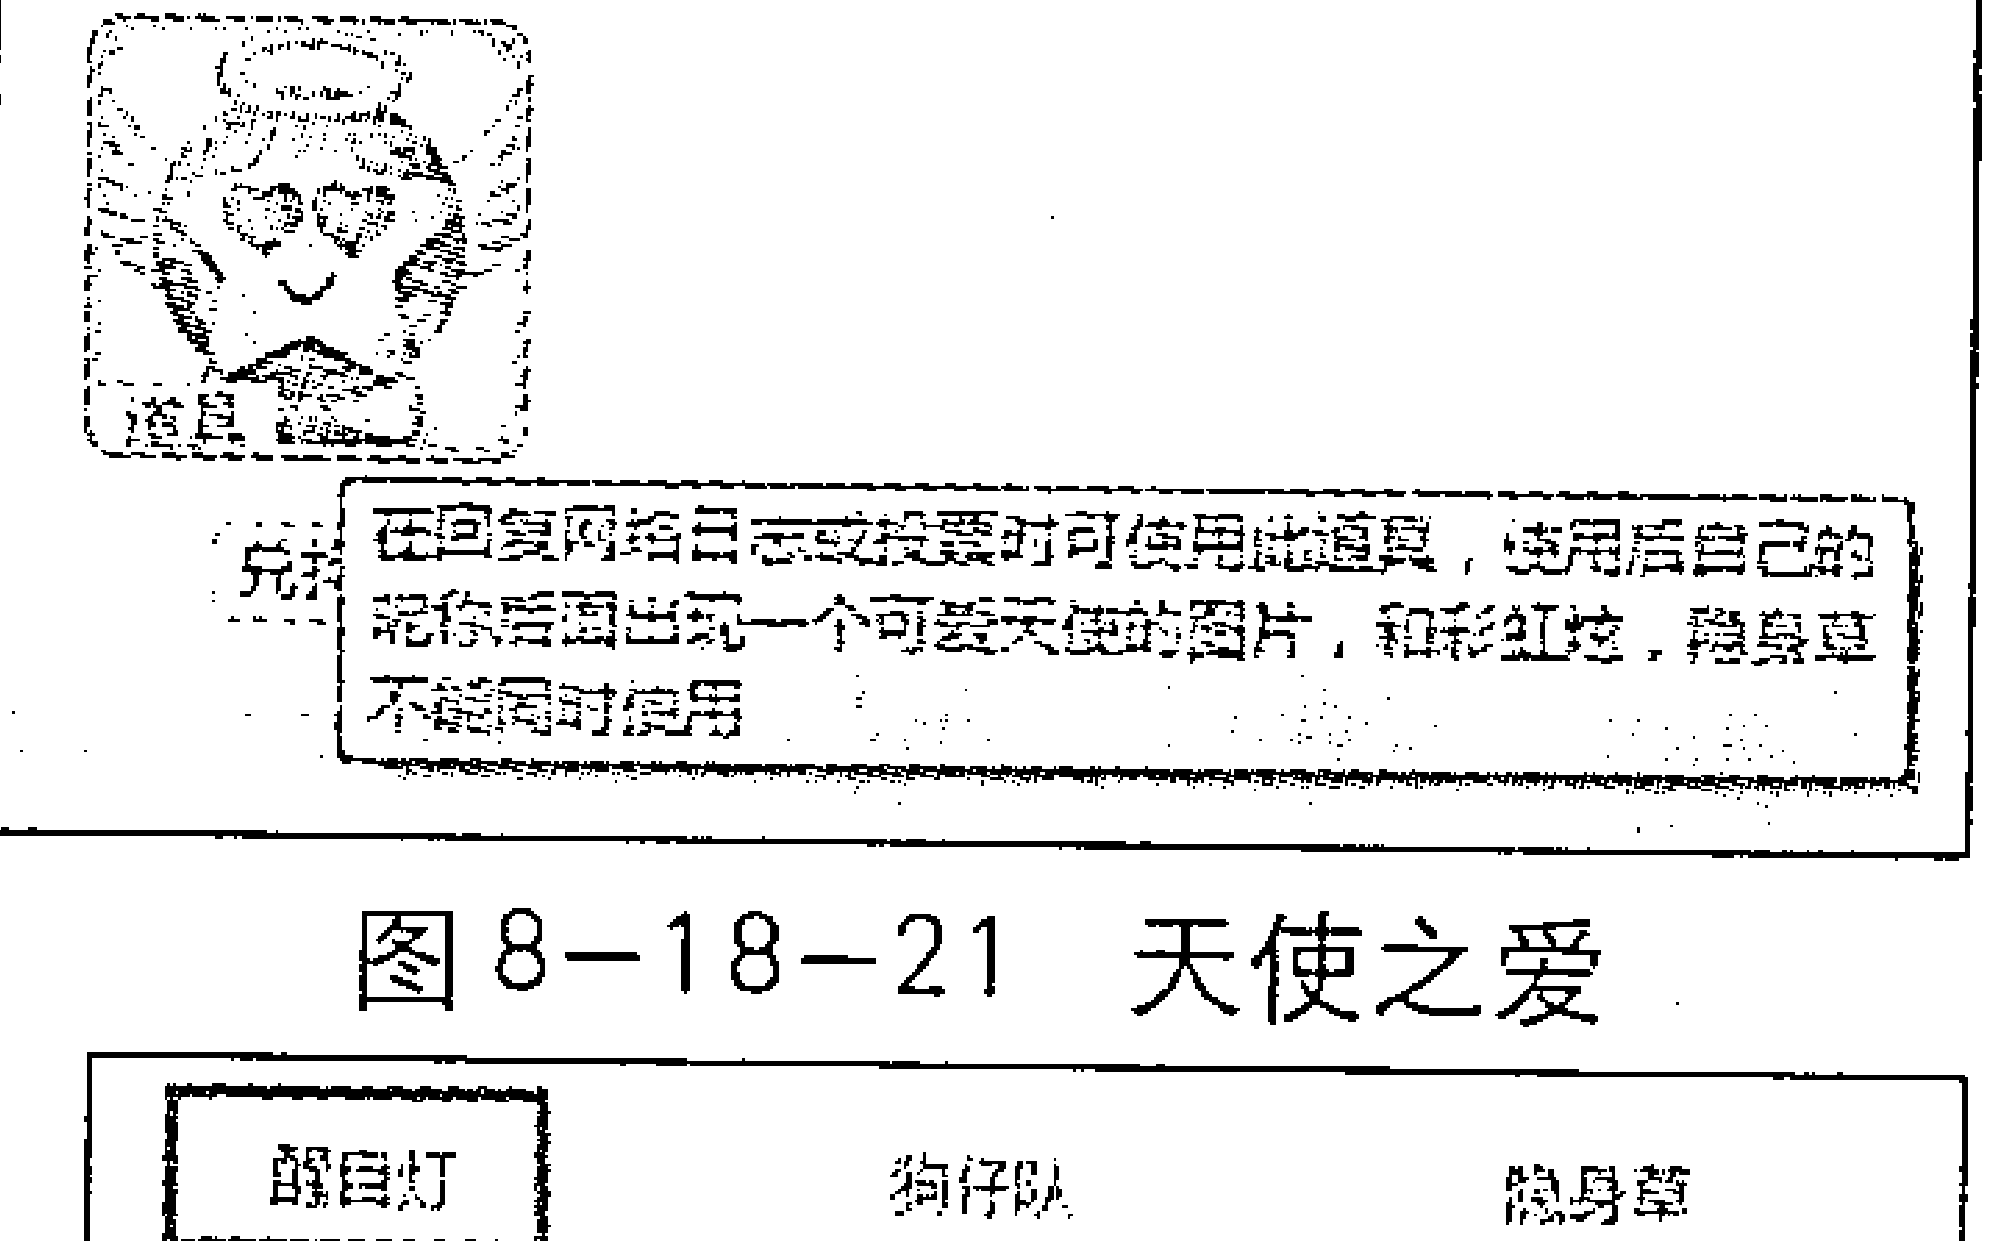 在回复网络日志或投票时可使用此道具，使用后自己的
昵称后面出现一个可爱天使的图片，和彩虹炫，隐身草
不能同时使用
图8-18-21 天使之爱
醒目灯 狗仔队 隐身草